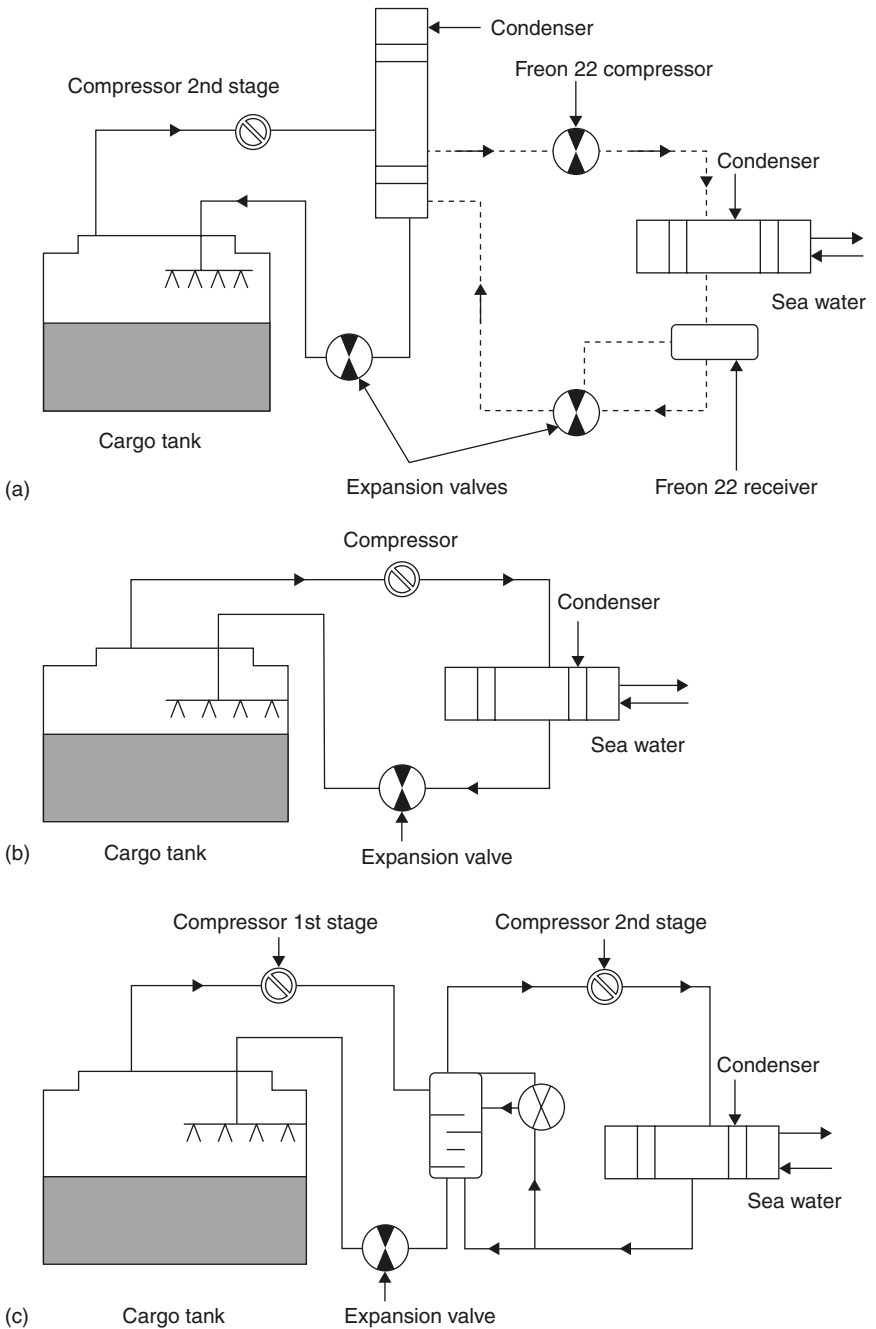 Condenser
Freon 22 compressor
Compressor 2nd stage
Condenser
Sea water
Cargo tank
Expansion valves
Freon 22 receiver
(a)
Compressor
Condenser
Sea water
Cargo tank
Expansion valve
(b)
Compressor 1st stage
Compressor 2nd stage
Condenser
Sea water
Cargo tank
Expansion valve
(c)